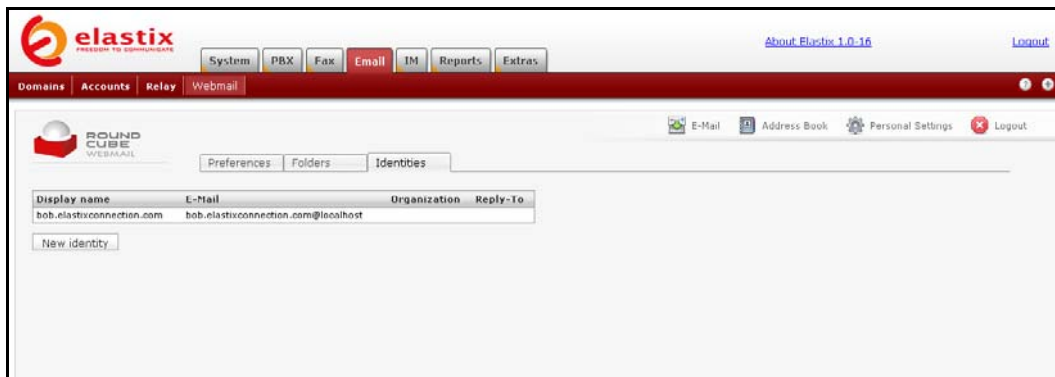 elastix
FREEDOM TO COMMUNICATE
About Elastix 1.0-16 Logout
System PBX Fax Email IM Reports Extras
Domains Accounts Relay Webmail
ROUND
CUBE
WEBMAIL
E-Mail Address Book Personal Settings Logout
Preferences Folders Identities
Display name E-Mail Organization Reply-To
bob.elastixconnection.com bob.elastixconnection.com@localhost
New identity